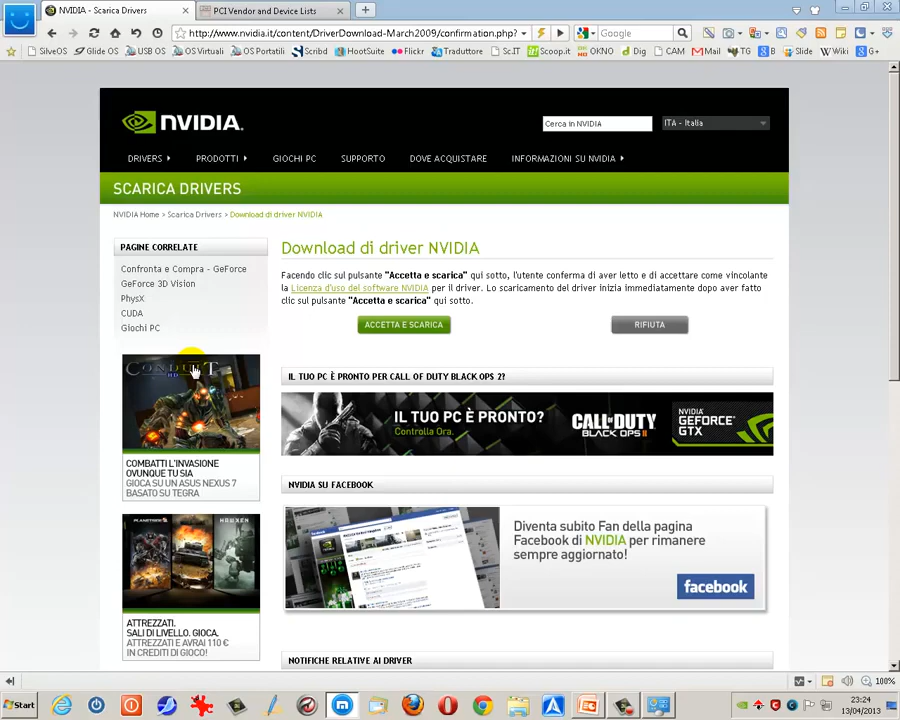 NVIDIA - Scarica Drivers
PCI Vendor and Device Lists
http://www.nvidia.it/content/DriverDownload-March2009/confirmation.php?
Google
SilveOS Glide OS USB OS OS Virtuali OS Portatili Scribd HootSuite Flickr Traduttore Sc.IT Scoop.it OKNO Dig CAM Mail TG B Slide Wiki G+
NVIDIA.
Cerca in NVIDIA
ITA - Italia
DRIVERS PRODOTTI GIOCHI PC SUPPORTO DOVE ACQUISTARE INFORMAZIONI SU NVIDIA
SCARICA DRIVERS
NVIDIA Home > Scarica Drivers > Download di driver NVIDIA
PAGINE CORRELATE
Confronta e Compra - GeForce
GeForce 3D Vision
PhysX
CUDA
Giochi PC
CONDUIT
HD
COMBATTI L'INVASIONE
OVUNQUE TU SIA
GIOCA SU UN ASUS NEXUS 7
BASATO SU TEGRA
PLANETSIDE 2
HAWKEN
ATTREZZATI.
SALI DI LIVELLO. GIOCA.
ATTREZZATI E AVRAI 110 €
IN CREDITI DI GIOCO!
Download di driver NVIDIA
Facendo clic sul pulsante "Accetta e scarica" qui sotto, l'utente conferma di aver letto e di accettare come vincolante
la Licenza d'uso del software NVIDIA per il driver. Lo scaricamento del driver inizia immediatamente dopo aver fatto
clic sul pulsante "Accetta e scarica" qui sotto.
ACCETTA E SCARICA
RIFIUTA
IL TUO PC È PRONTO PER CALL OF DUTY BLACK OPS 2?
IL TUO PC È PRONTO?
Controlla Ora.
CALL OF DUTY
BLACK OPS II
NVIDIA
GEFORCE
GTX
NVIDIA SU FACEBOOK
Diventa subito Fan della pagina
Facebook di NVIDIA per rimanere
sempre aggiornato!
facebook
NOTIFICHE RELATIVE AI DRIVER
100%
Start
23:24
13/04/2013